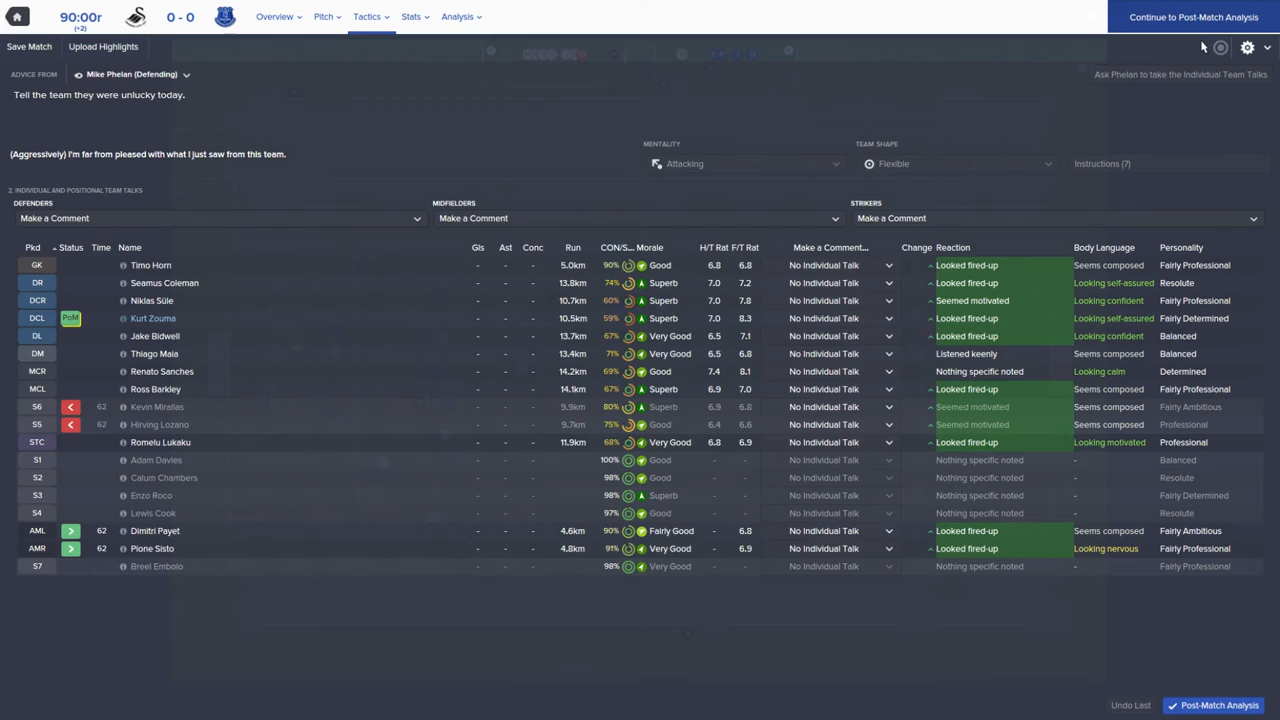 90:00r 0 - 0 Overview Pitch Tactics Stats Analysis Continue to Post-Match Analysis
(+2)
Save Match Upload Highlights
ADVICE FROM Mike Phelan (Defending) Ask Phelan to take the Individual Team Talks
Tell the team they were unlucky today.
(Aggressively) I'm far from pleased with what I just saw from this team.
MENTALITY TEAM SHAPE
Attacking Flexible Instructions (7)
2. INDIVIDUAL AND POSITIONAL TEAM TALKS
DEFENDERS MIDFIELDERS STRIKERS
Make a Comment Make a Comment Make a Comment
Pkd Status Time Name Gls Ast Conc Run CON/S... Morale H/T Rat F/T Rat Make a Comment... Change Reaction Body Language Personality
GK Timo Horn - - - 5.0km 90% Good 6.8 6.8 No Individual Talk Looked fired-up Seems composed Fairly Professional
DR Seamus Coleman - - - 13.8km 74% Superb 7.0 7.2 No Individual Talk Looked fired-up Looking self-assured Resolute
DCR Niklas Süle - - - 10.7km 60% Superb 7.0 7.8 No Individual Talk Seemed motivated Looking confident Fairly Professional
DCL PoM Kurt Zouma - - - 10.5km 59% Superb 7.0 8.3 No Individual Talk Looked fired-up Looking self-assured Fairly Determined
DL Jake Bidwell - - - 13.7km 67% Very Good 6.5 7.1 No Individual Talk Looked fired-up Looking confident Balanced
DM Thiago Maia - - - 13.4km 71% Very Good 6.5 6.8 No Individual Talk Listened keenly Seems composed Balanced
MCR Renato Sanches - - - 14.2km 69% Very Good 7.4 8.1 No Individual Talk Nothing specific noted Looking calm Determined
MCL Ross Barkley - - - 14.1km 67% Superb 6.9 7.0 No Individual Talk Looked fired-up Seems composed Fairly Professional
S6 62 Kevin Mirallas - - - 9.9km 80% Superb 6.9 6.8 No Individual Talk Seemed motivated Seems composed Fairly Ambitious
S5 62 Hirving Lozano - - - 9.7km 75% Good 6.4 6.6 No Individual Talk Seemed motivated Seems composed Professional
STC Romelu Lukaku - - - 11.9km 68% Very Good 6.8 6.9 No Individual Talk Looked fired-up Looking motivated Professional
S1 Adam Davies - - - 100% Good - - No Individual Talk Nothing specific noted - Balanced
S2 Calum Chambers - - - 98% Good - - No Individual Talk Nothing specific noted - Resolute
S3 Enzo Roco - - - 98% Superb - - No Individual Talk Nothing specific noted - Fairly Determined
S4 Lewis Cook - - - 97% Good - - No Individual Talk Nothing specific noted - Resolute
AML 62 Dimitri Payet - - - 4.6km 90% Fairly Good - 6.8 No Individual Talk Looked fired-up Seems composed Fairly Ambitious
AMR 62 Pione Sisto - - - 4.8km 91% Very Good - 6.9 No Individual Talk Looked fired-up Looking nervous Fairly Professional
S7 Breel Embolo - - - 98% Very Good - - No Individual Talk Nothing specific noted - Fairly Professional
Undo Last Post-Match Analysis